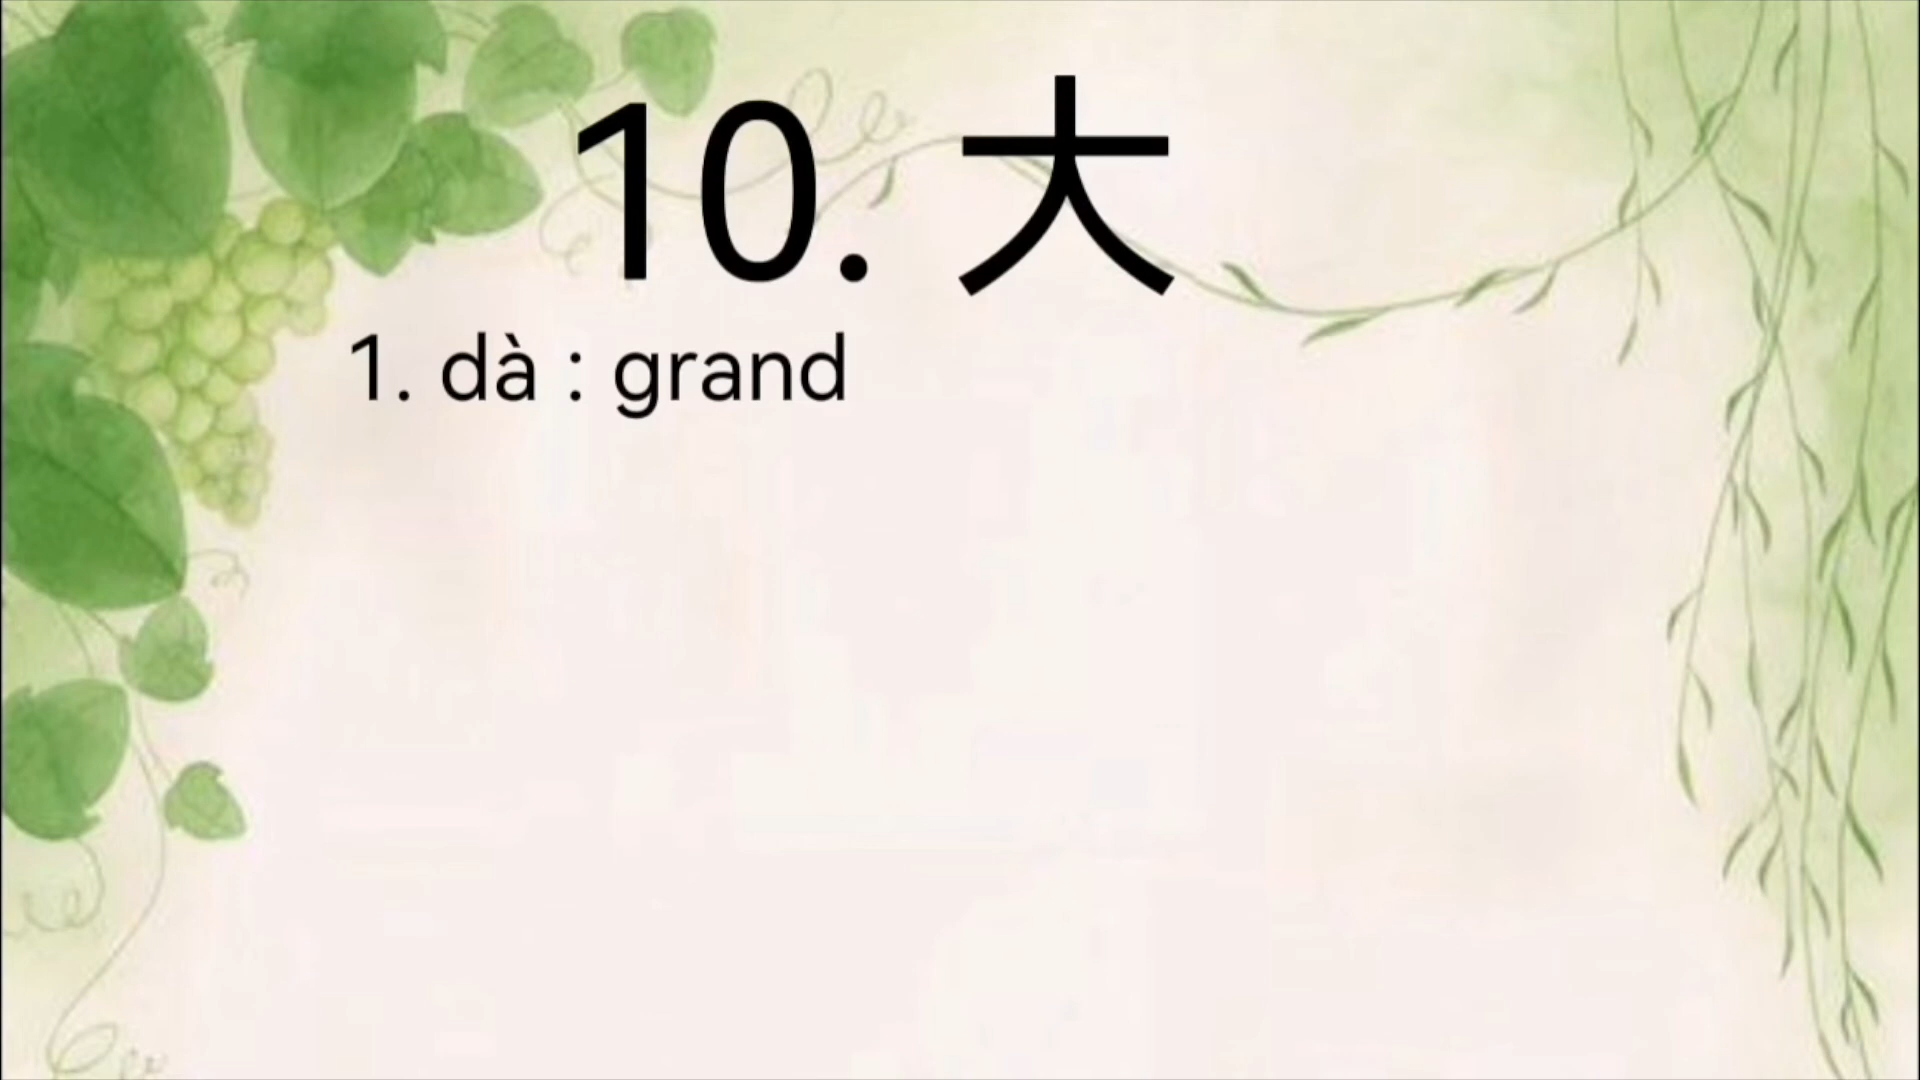 10. 大
1. dà : grand